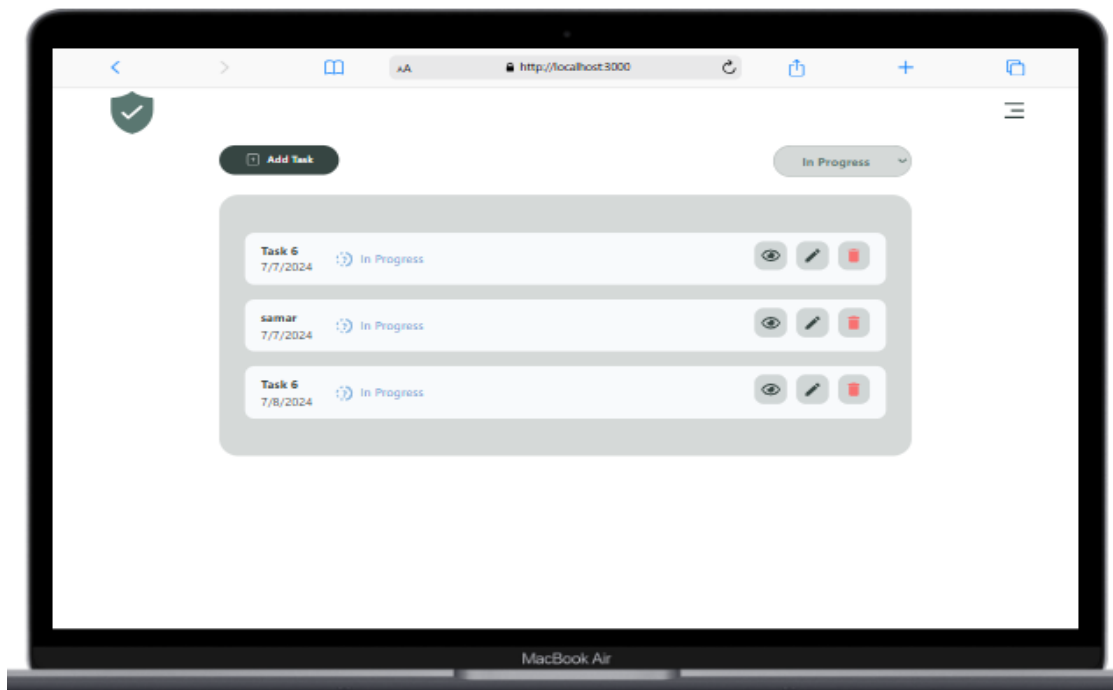 AA
http://localhost:3000
Add Task
In Progress
Task 6
7/7/2024
In Progress
samar
7/7/2024
In Progress
Task 6
7/8/2024
In Progress
MacBook Air